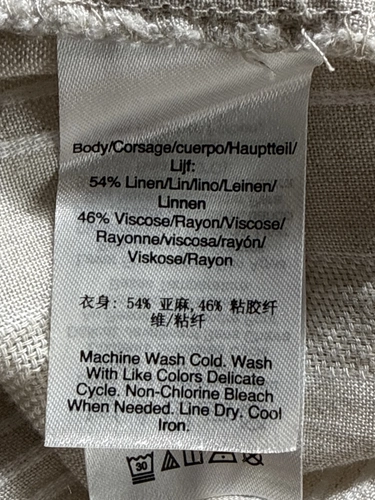 Body/Corsage/cuerpo/Hauptteil/
Lijf:
54% Linen/Lin/lino/Leinen/
Linnen
46% Viscose/Rayon/Viscose/
Rayonne/viscosa/rayón/
Viskose/Rayon
衣身: 54% 亚麻,46% 粘胶纤
维/粘纤
Machine Wash Cold. Wash
With Like Colors Delicate
Cycle. Non-Chlorine Bleach
When Needed. Line Dry. Cool
Iron.
30